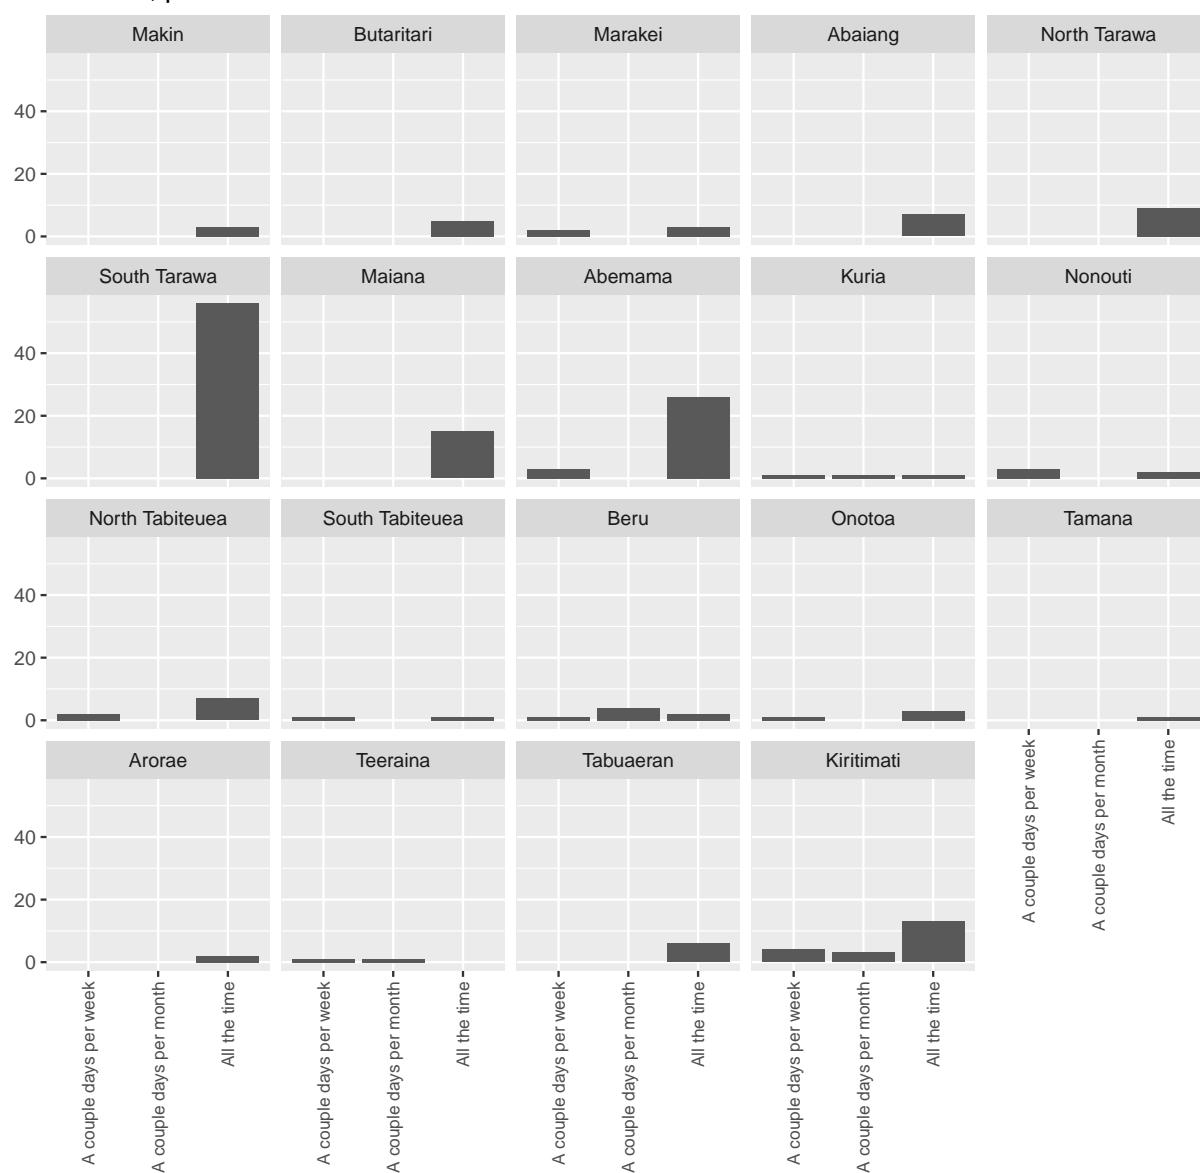 Makin Butaritari Marakei Abaiang North Tarawa
40
20
0
South Tarawa Maiana Abemama Kuria Nonouti
40
20
0
North Tabiteuea South Tabiteuea Beru Onotoa Tamana
40
20
0
A couple days per week
A couple days per month
All the time
Arorae Teeraina Tabuaeran Kiritimati
40
20
0
A couple days per week
A couple days per month
All the time
A couple days per week
A couple days per month
All the time
A couple days per week
A couple days per month
All the time
A couple days per week
A couple days per month
All the time